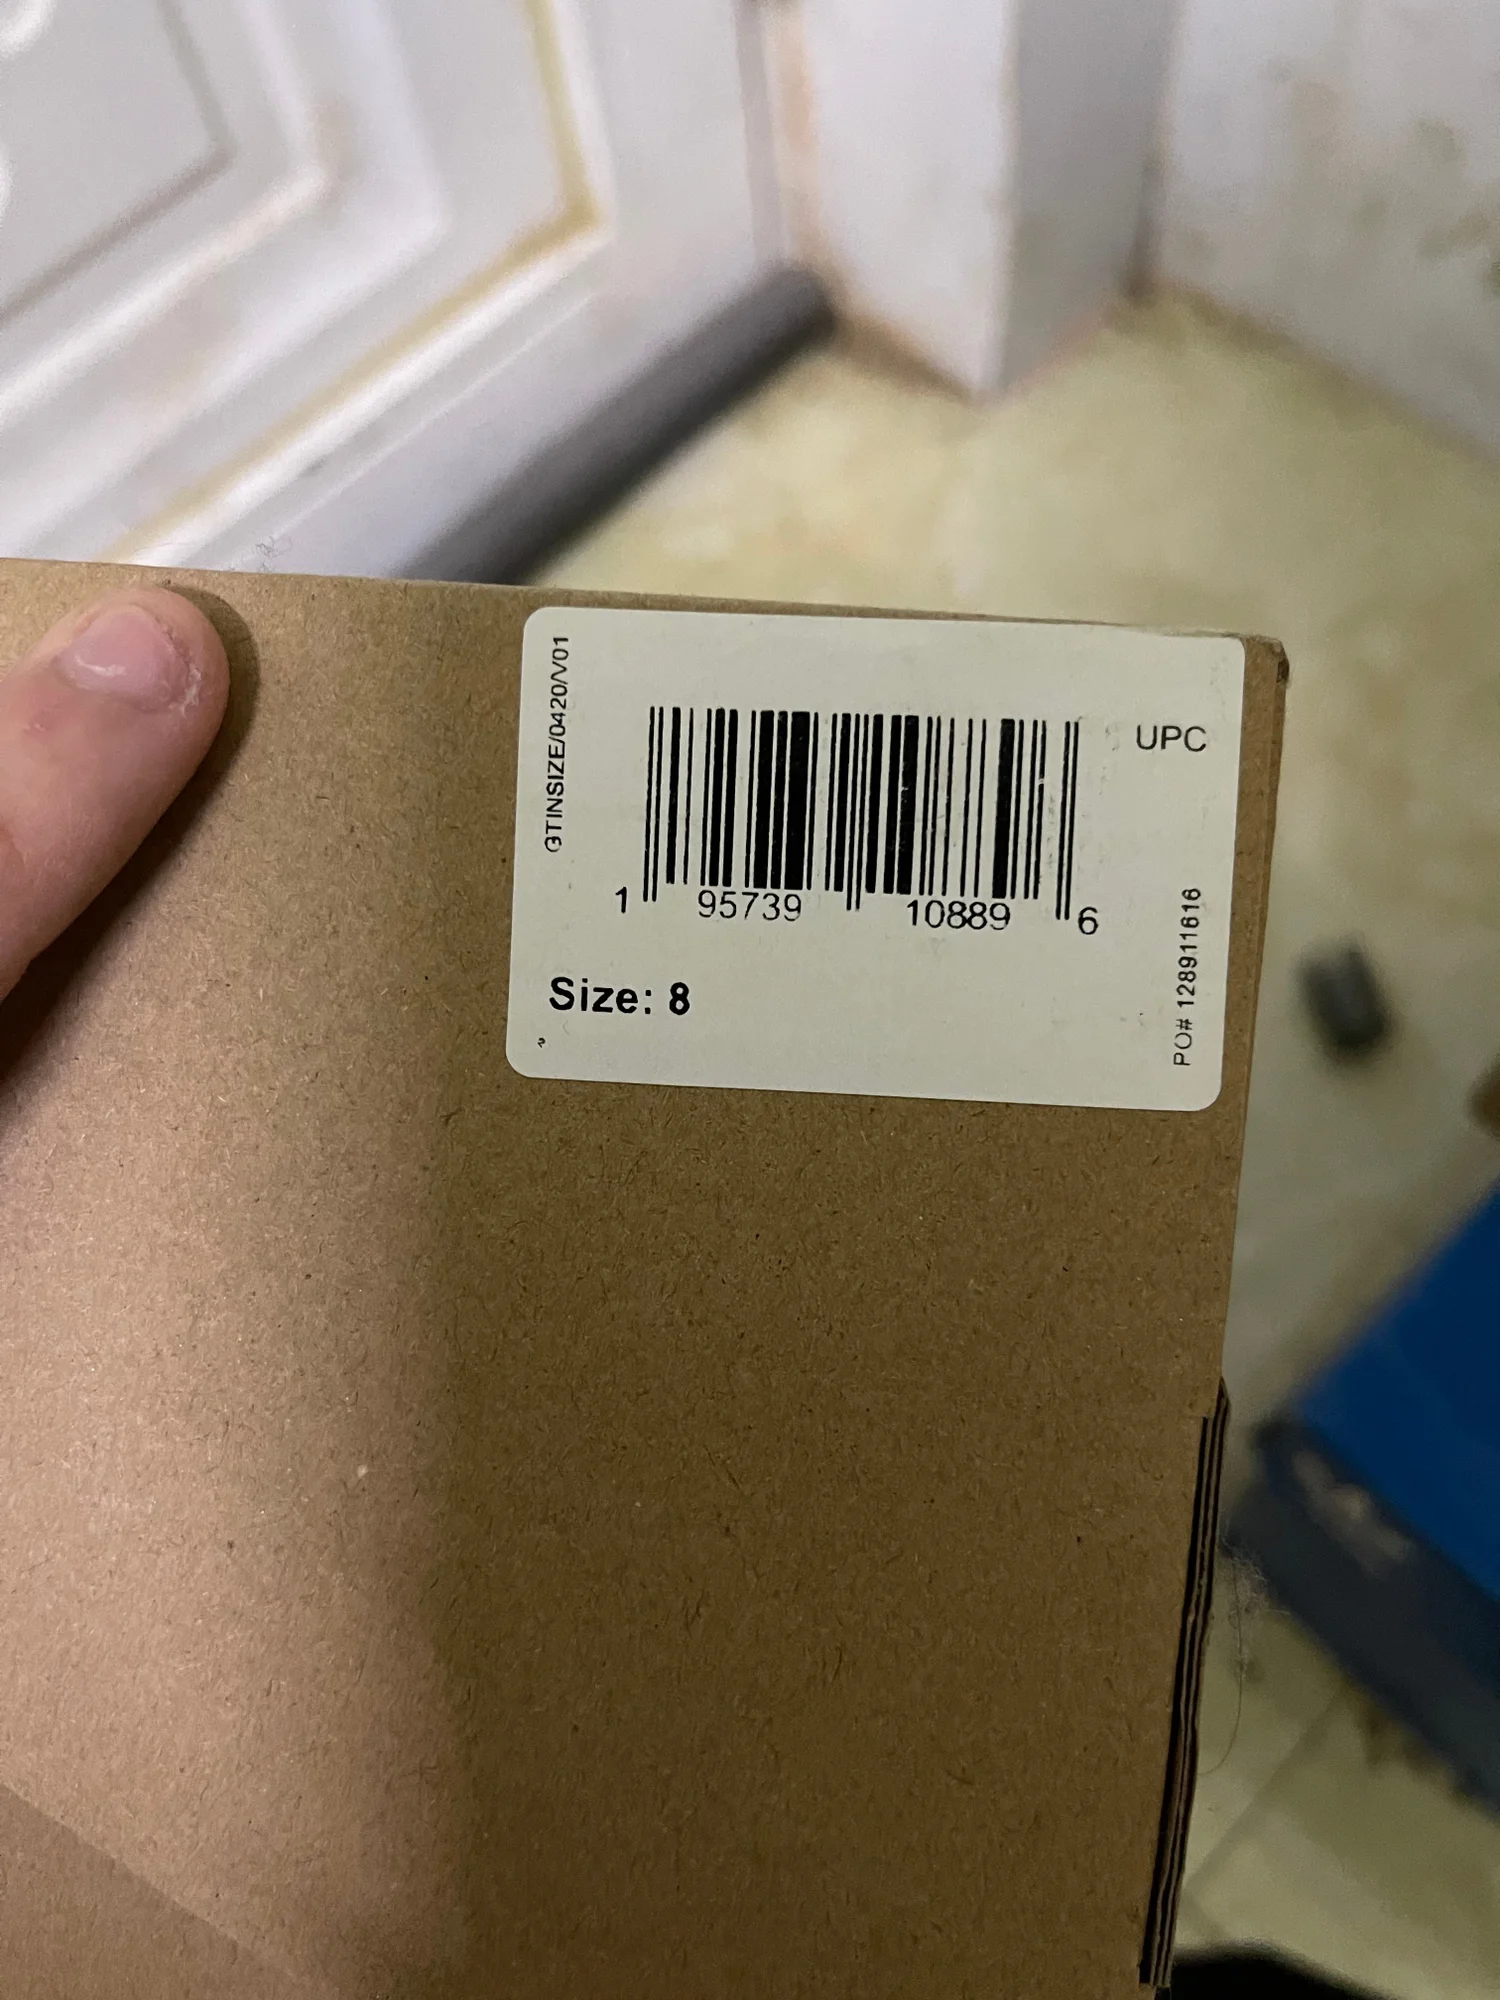 GTINSIZE/0420/V01
UPC
1 95739 10889 6
Size: 8
PO# 128911616